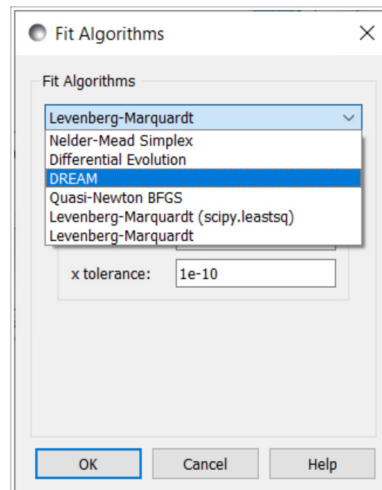 Fit Algorithms
Fit Algorithms
Levenberg-Marquardt
Nelder-Mead Simplex
Differential Evolution
DREAM
Quasi-Newton BFGS
Levenberg-Marquardt (scipy.leastsq)
Levenberg-Marquardt
x tolerance: 1e-10
OK Cancel Help